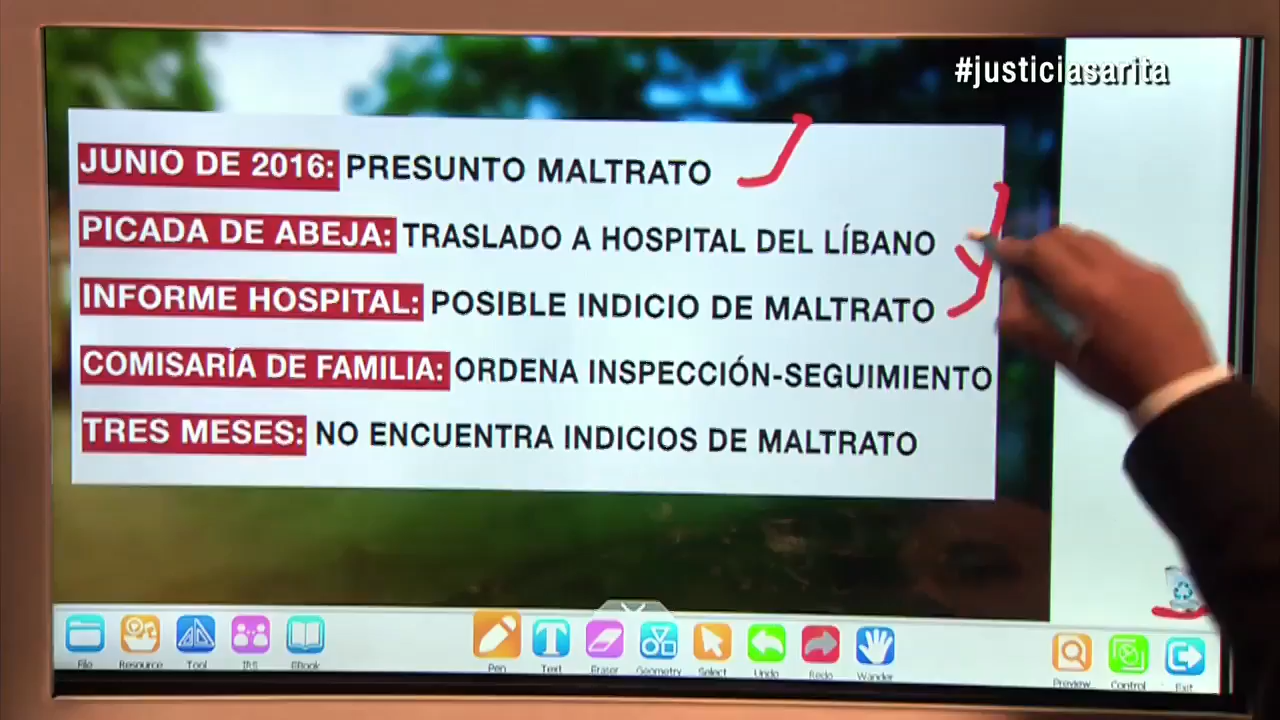 #justiciasarita
JUNIO DE 2016: PRESUNTO MALTRATO
PICADA DE ABEJA: TRASLADO A HOSPITAL DEL LÍBANO
INFORME HOSPITAL: POSIBLE INDICIO DE MALTRATO
COMISARÍA DE FAMILIA: ORDENA INSPECCIÓN-SEGUIMIENTO
TRES MESES: NO ENCUENTRA INDICIOS DE MALTRATO
File Resource Tool IRS EBook Pen Text Eraser Geometry Select Undo Redo Wander Preview Control Exit